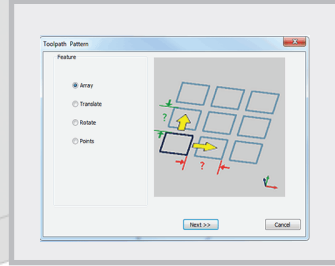 Toolpath Pattern
Feature
Array
Translate
Rotate
Points
?
?
Next >>
Cancel